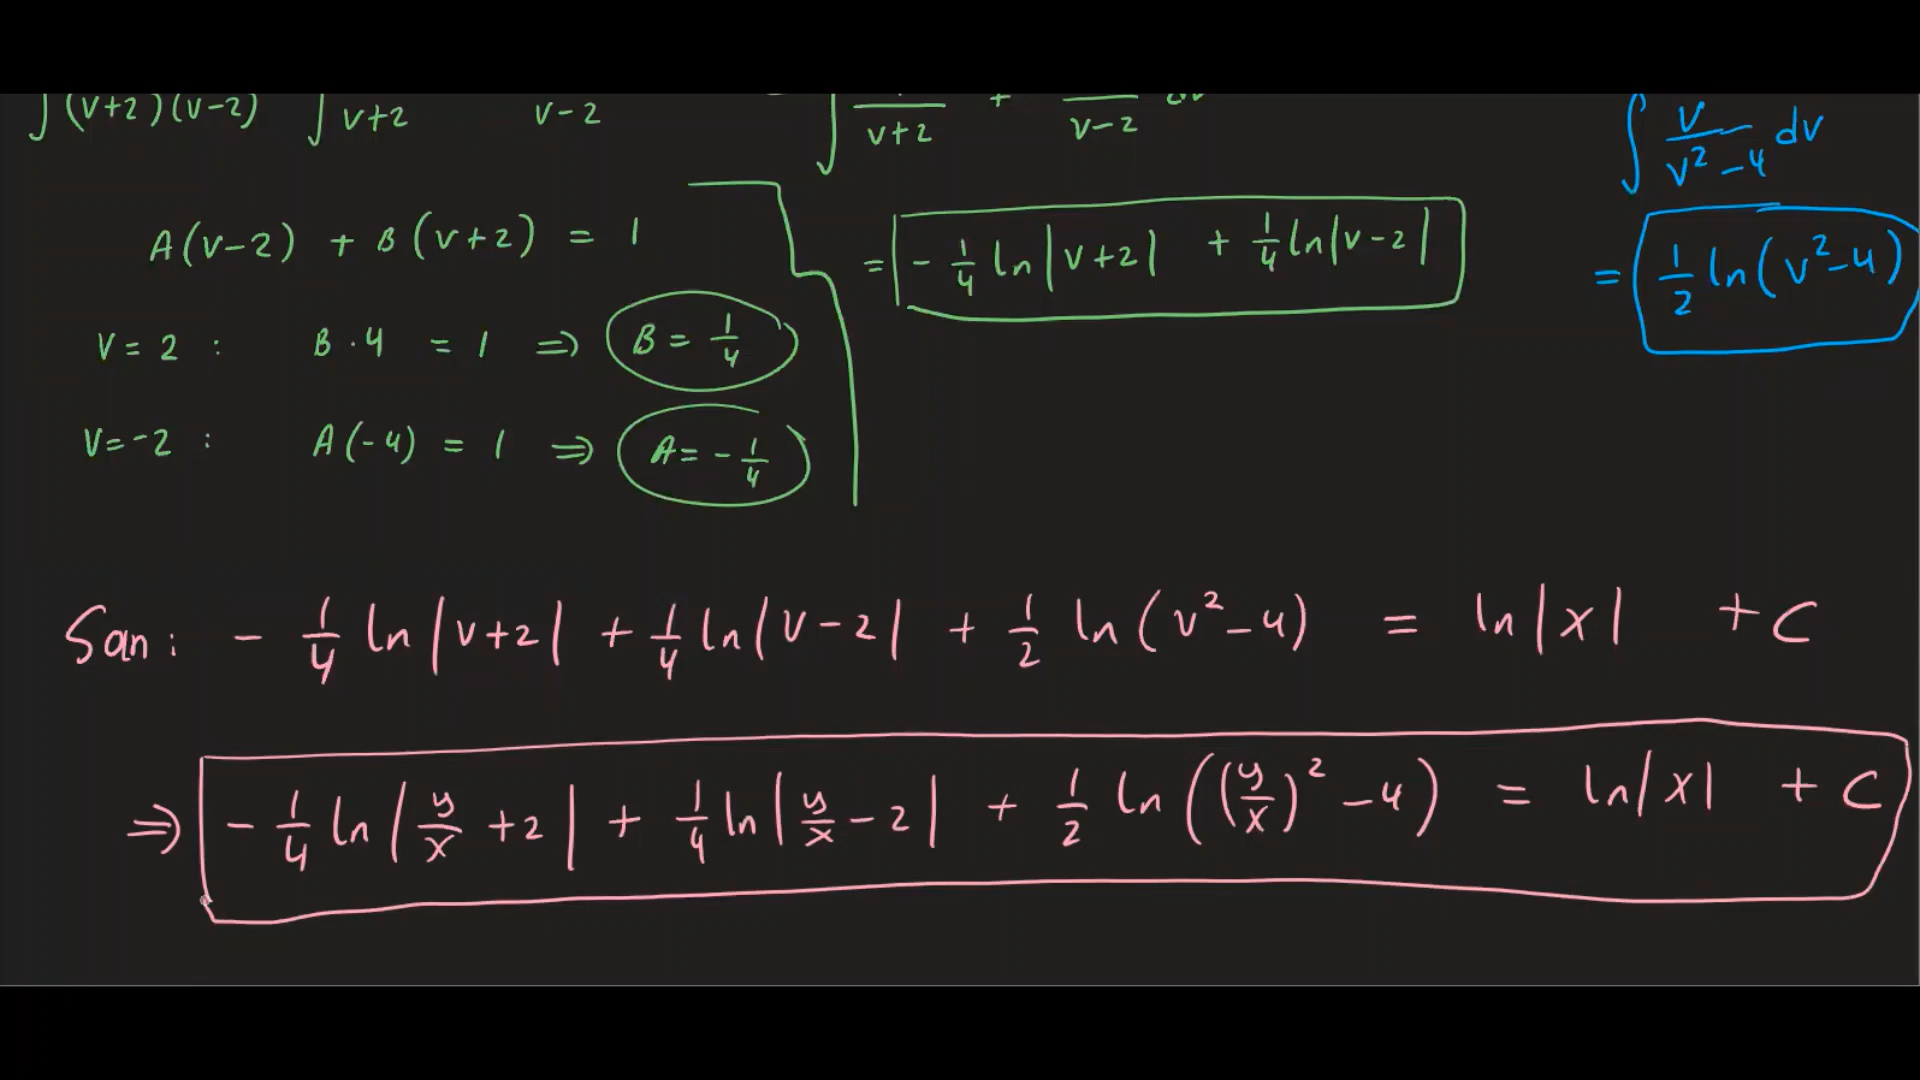 ∫ (v+2)(v-2) ∫ v+2 v-2
∫ 1/(v+2) + /(v-2) dv
A(v-2) + B(v+2) = 1
v=2 : B·4 = 1 ⇒ B = 1/4
v=-2 : A(-4) = 1 ⇒ A = -1/4
= -1/4 ln|v+2| + 1/4 ln|v-2|
∫ v/(v²-4) dv
= 1/2 ln(v²-4)
San: -1/4 ln|v+2| + 1/4 ln|v-2| + 1/2 ln(v²-4) = ln|x| + C
⇒ -1/4 ln|y/x +2| + 1/4 ln|y/x -2| + 1/2 ln((y/x)² -4) = ln|x| + C